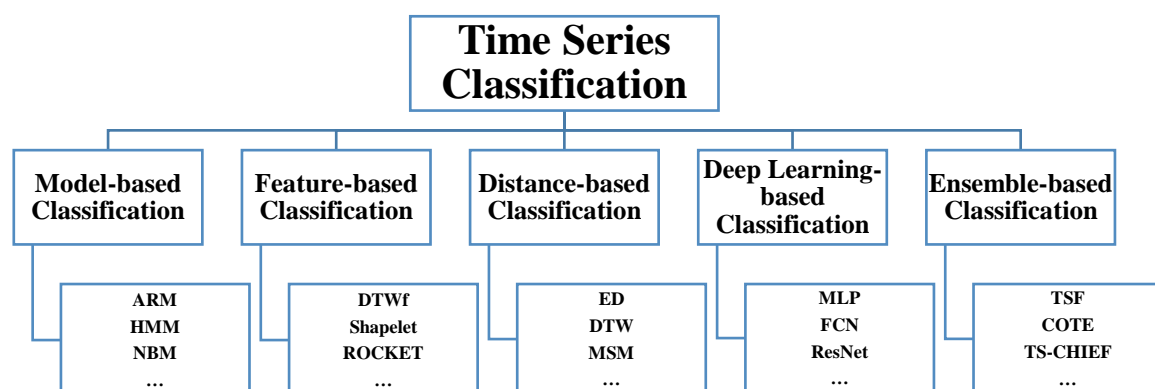 Time Series
Classification
Model-based
Classification
Feature-based
Classification
Distance-based
Classification
Deep Learning-
based
Classification
Ensemble-based
Classification
ARM
HMM
NBM
...
DTWf
Shapelet
ROCKET
...
ED
DTW
MSM
...
MLP
FCN
ResNet
...
TSF
COTE
TS-CHIEF
...